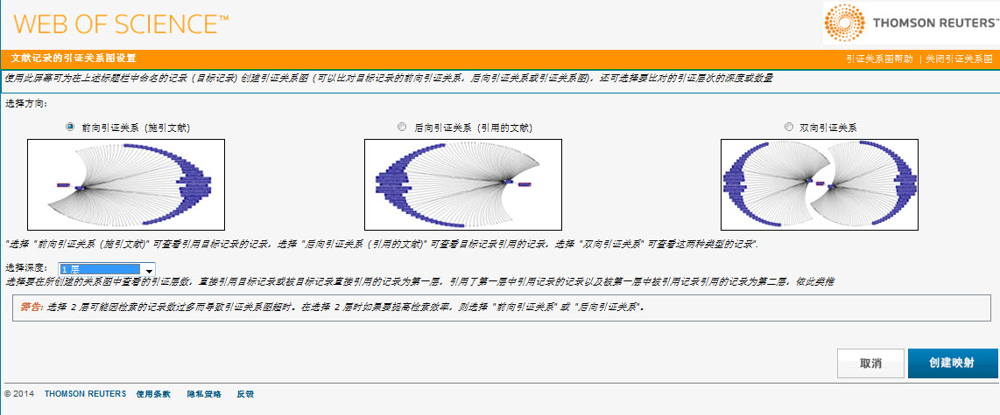 WEB OF SCIENCE™
THOMSON REUTERS™
文献记录的引证关系图设置
引证关系图帮助 | 关闭引证关系图
使用此屏幕可为在上述标题栏中命名的记录 (目标记录) 创建引证关系图 (可以比对目标记录的前向引证关系，后向引证关系或引证关系图)，还可选择要比对的引证层次的深度或数量
选择方向:
前向引证关系 (施引文献)
后向引证关系 (引用的文献)
双向引证关系
"选择 "前向引证关系 (施引文献)" 可查看引用目标记录的记录，选择 "后向引证关系 (引用的文献)" 可查看目标记录引用的记录，选择 "双向引证关系" 可查看这两种类型的记录".
选择深度: 1 层
选择要在所创建的关系图中查看的引证层数，直接引用目标记录或被目标记录直接引用的记录为第一层，引用了第一层中引用记录的记录以及被第一层中被引用记录引用的记录为第二层，依此类推
警告: 选择 2 层可能因检索的记录数过多而导致引证关系图超时。在选择 2 层时如果要提高检索效率，则选择 "前向引证关系" 或 "后向引证关系"。
取消
创建映射
© 2014 THOMSON REUTERS 使用条款 隐私策略 反馈